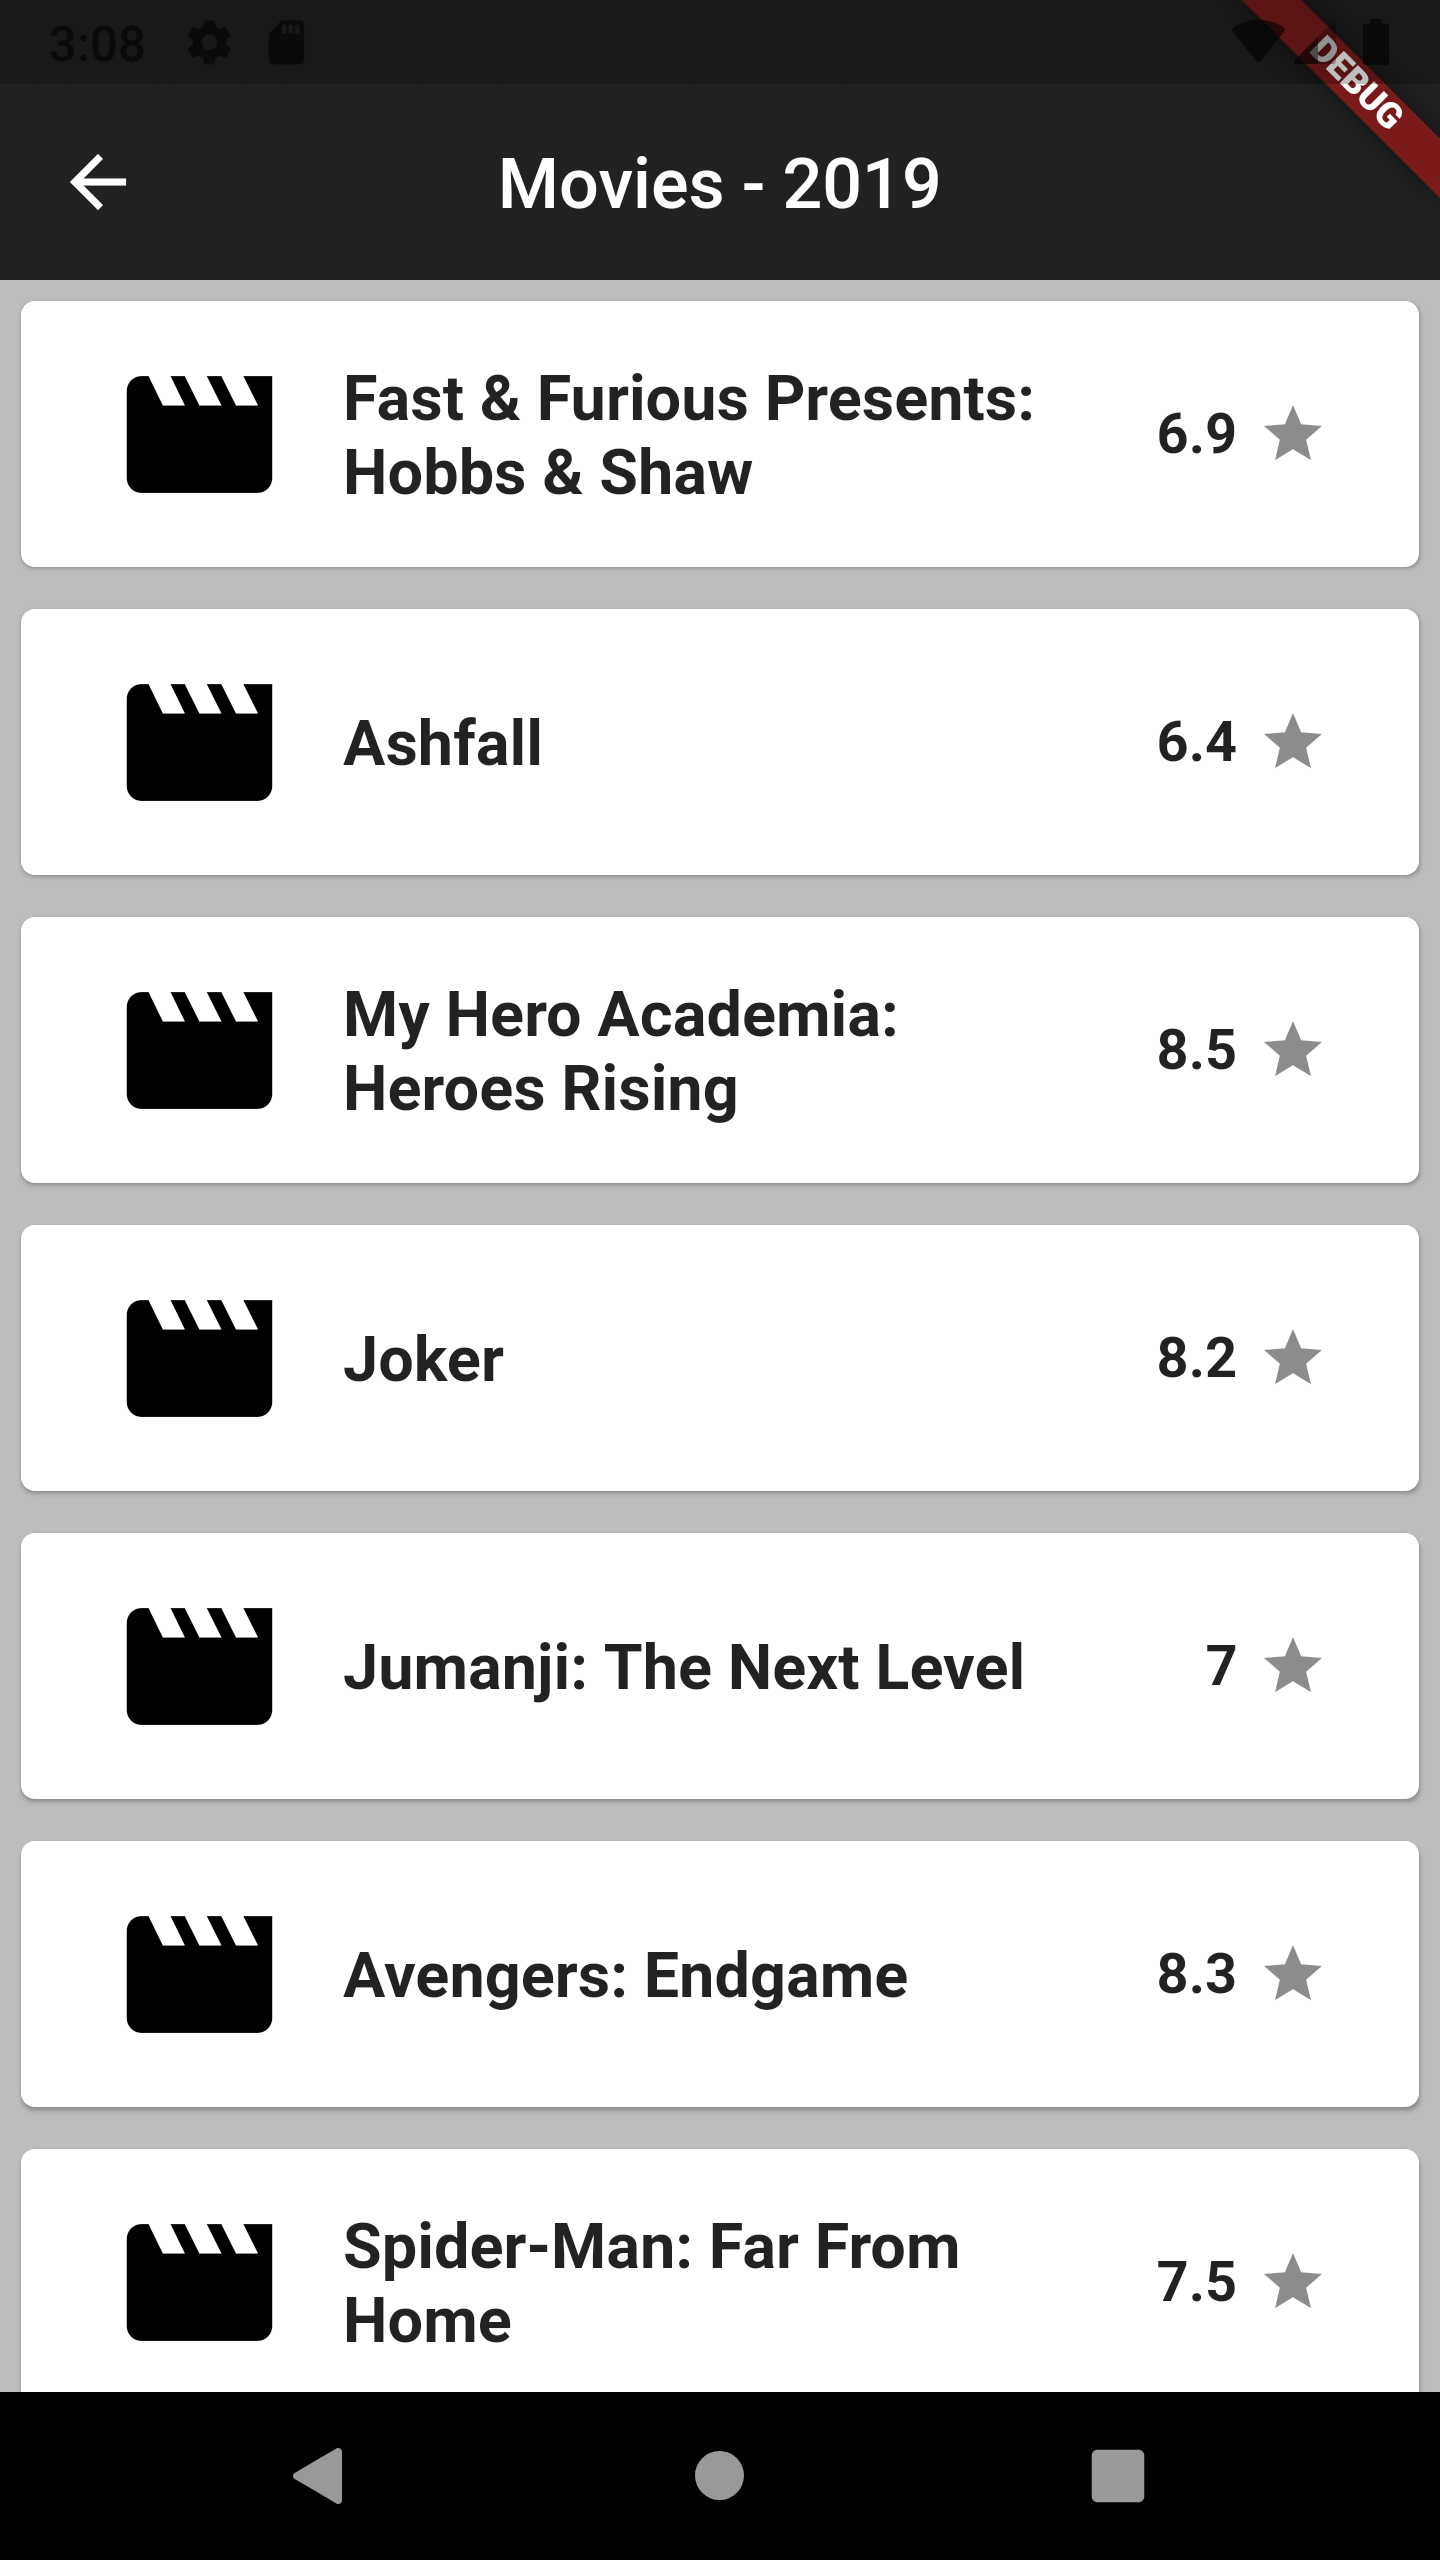 3:08
DEBUG
Movies - 2019
Fast & Furious Presents:
Hobbs & Shaw
6.9
Ashfall
6.4
My Hero Academia:
Heroes Rising
8.5
Joker
8.2
Jumanji: The Next Level
7
Avengers: Endgame
8.3
Spider-Man: Far From
Home
7.5